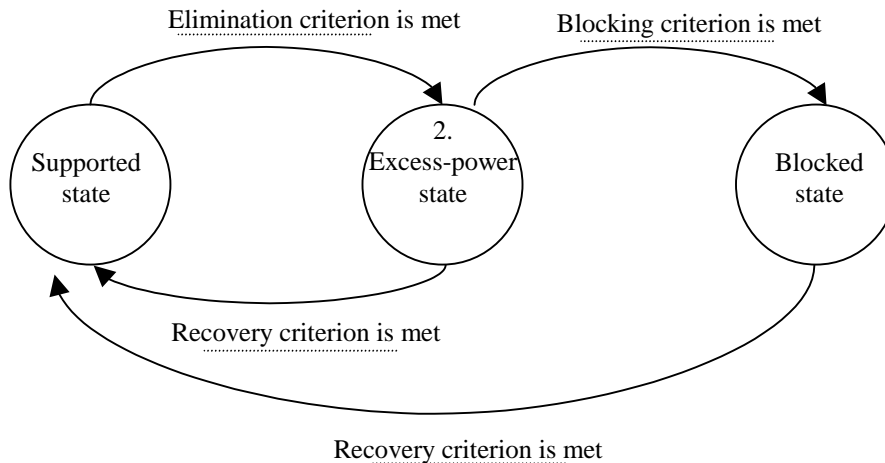 Elimination criterion is met
Blocking criterion is met
Supported
state
2.
Excess-power
state
Blocked
state
Recovery criterion is met
Recovery criterion is met